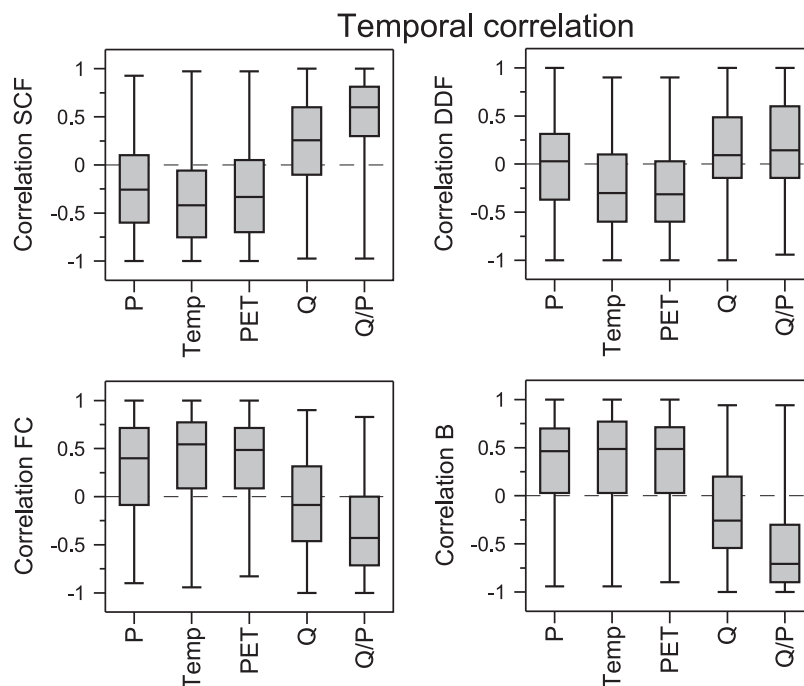 Temporal correlation
Correlation SCF
1
0.5
0
-0.5
-1
P
Temp
PET
Q
Q/P
Correlation DDF
1
0.5
0
-0.5
-1
P
Temp
PET
Q
Q/P
Correlation FC
1
0.5
0
-0.5
-1
P
Temp
PET
Q
Q/P
Correlation B
1
0.5
0
-0.5
-1
P
Temp
PET
Q
Q/P